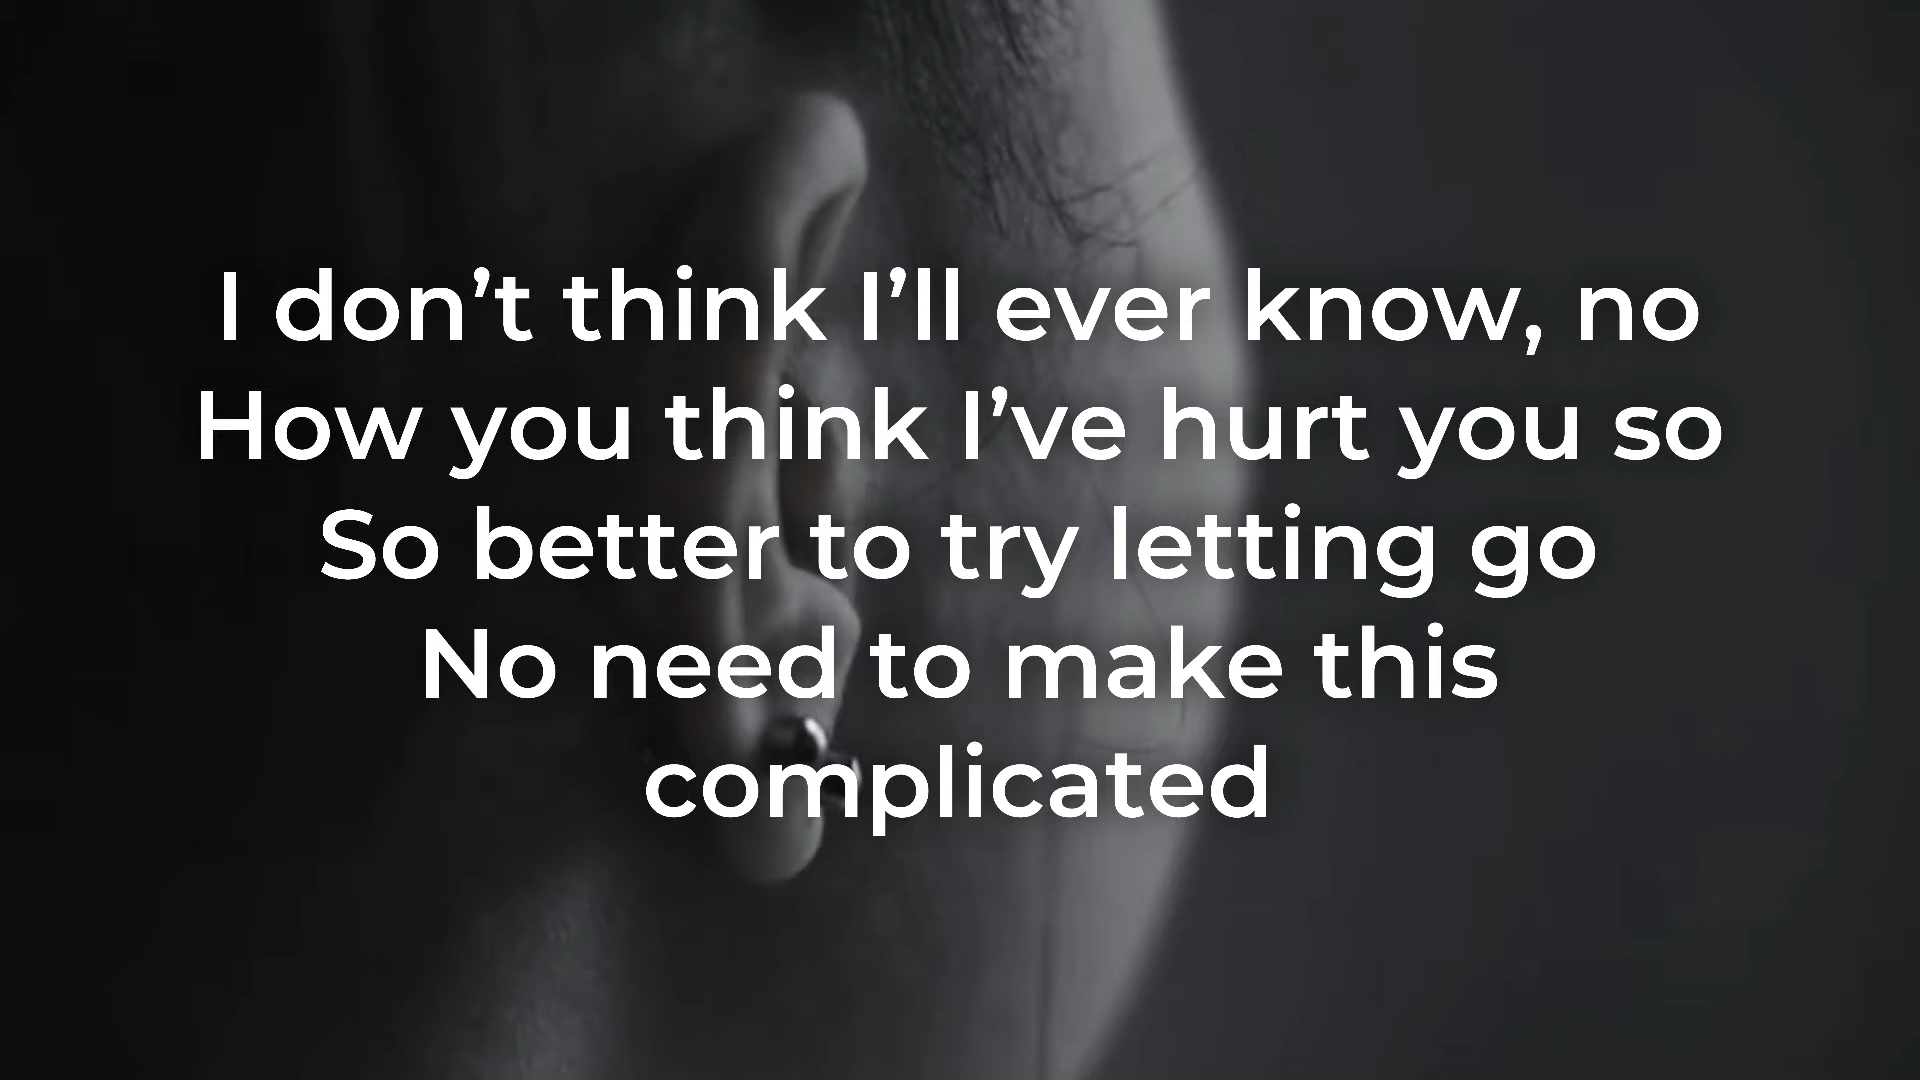 I don’t think I’ll ever know, no
How you think I’ve hurt you so
So better to try letting go
No need to make this
complicated